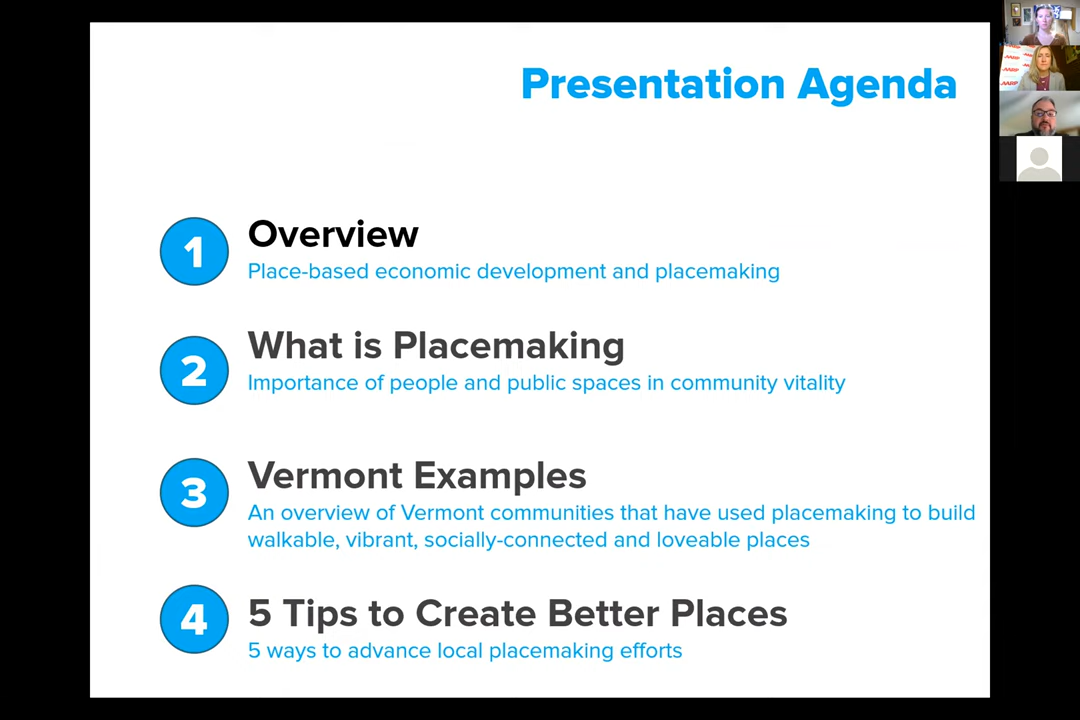 Presentation Agenda
1
Overview
Place-based economic development and placemaking
2
What is Placemaking
Importance of people and public spaces in community vitality
3
Vermont Examples
An overview of Vermont communities that have used placemaking to build
walkable, vibrant, socially-connected and loveable places
4
5 Tips to Create Better Places
5 ways to advance local placemaking efforts
AARP
AARP
AARP